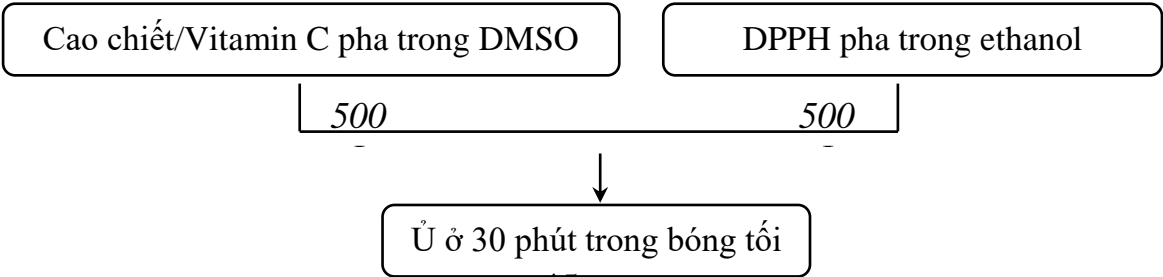 Cao chiết/Vitamin C pha trong DMSO
DPPH pha trong ethanol
500
500
Ủ ở 30 phút trong bóng tối